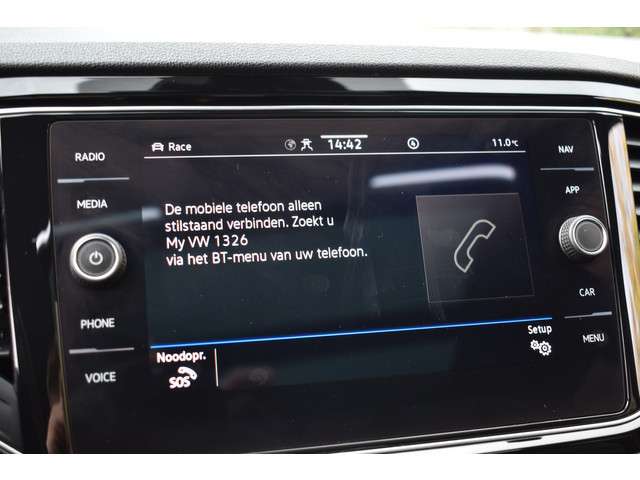 RADIO
MEDIA
PHONE
VOICE
Race
14:42
11.0°C
De mobiele telefoon alleen
stilstaand verbinden. Zoekt u
My VW 1326
via het BT-menu van uw telefoon.
Noodopr.
SOS
Setup
NAV
APP
CAR
MENU